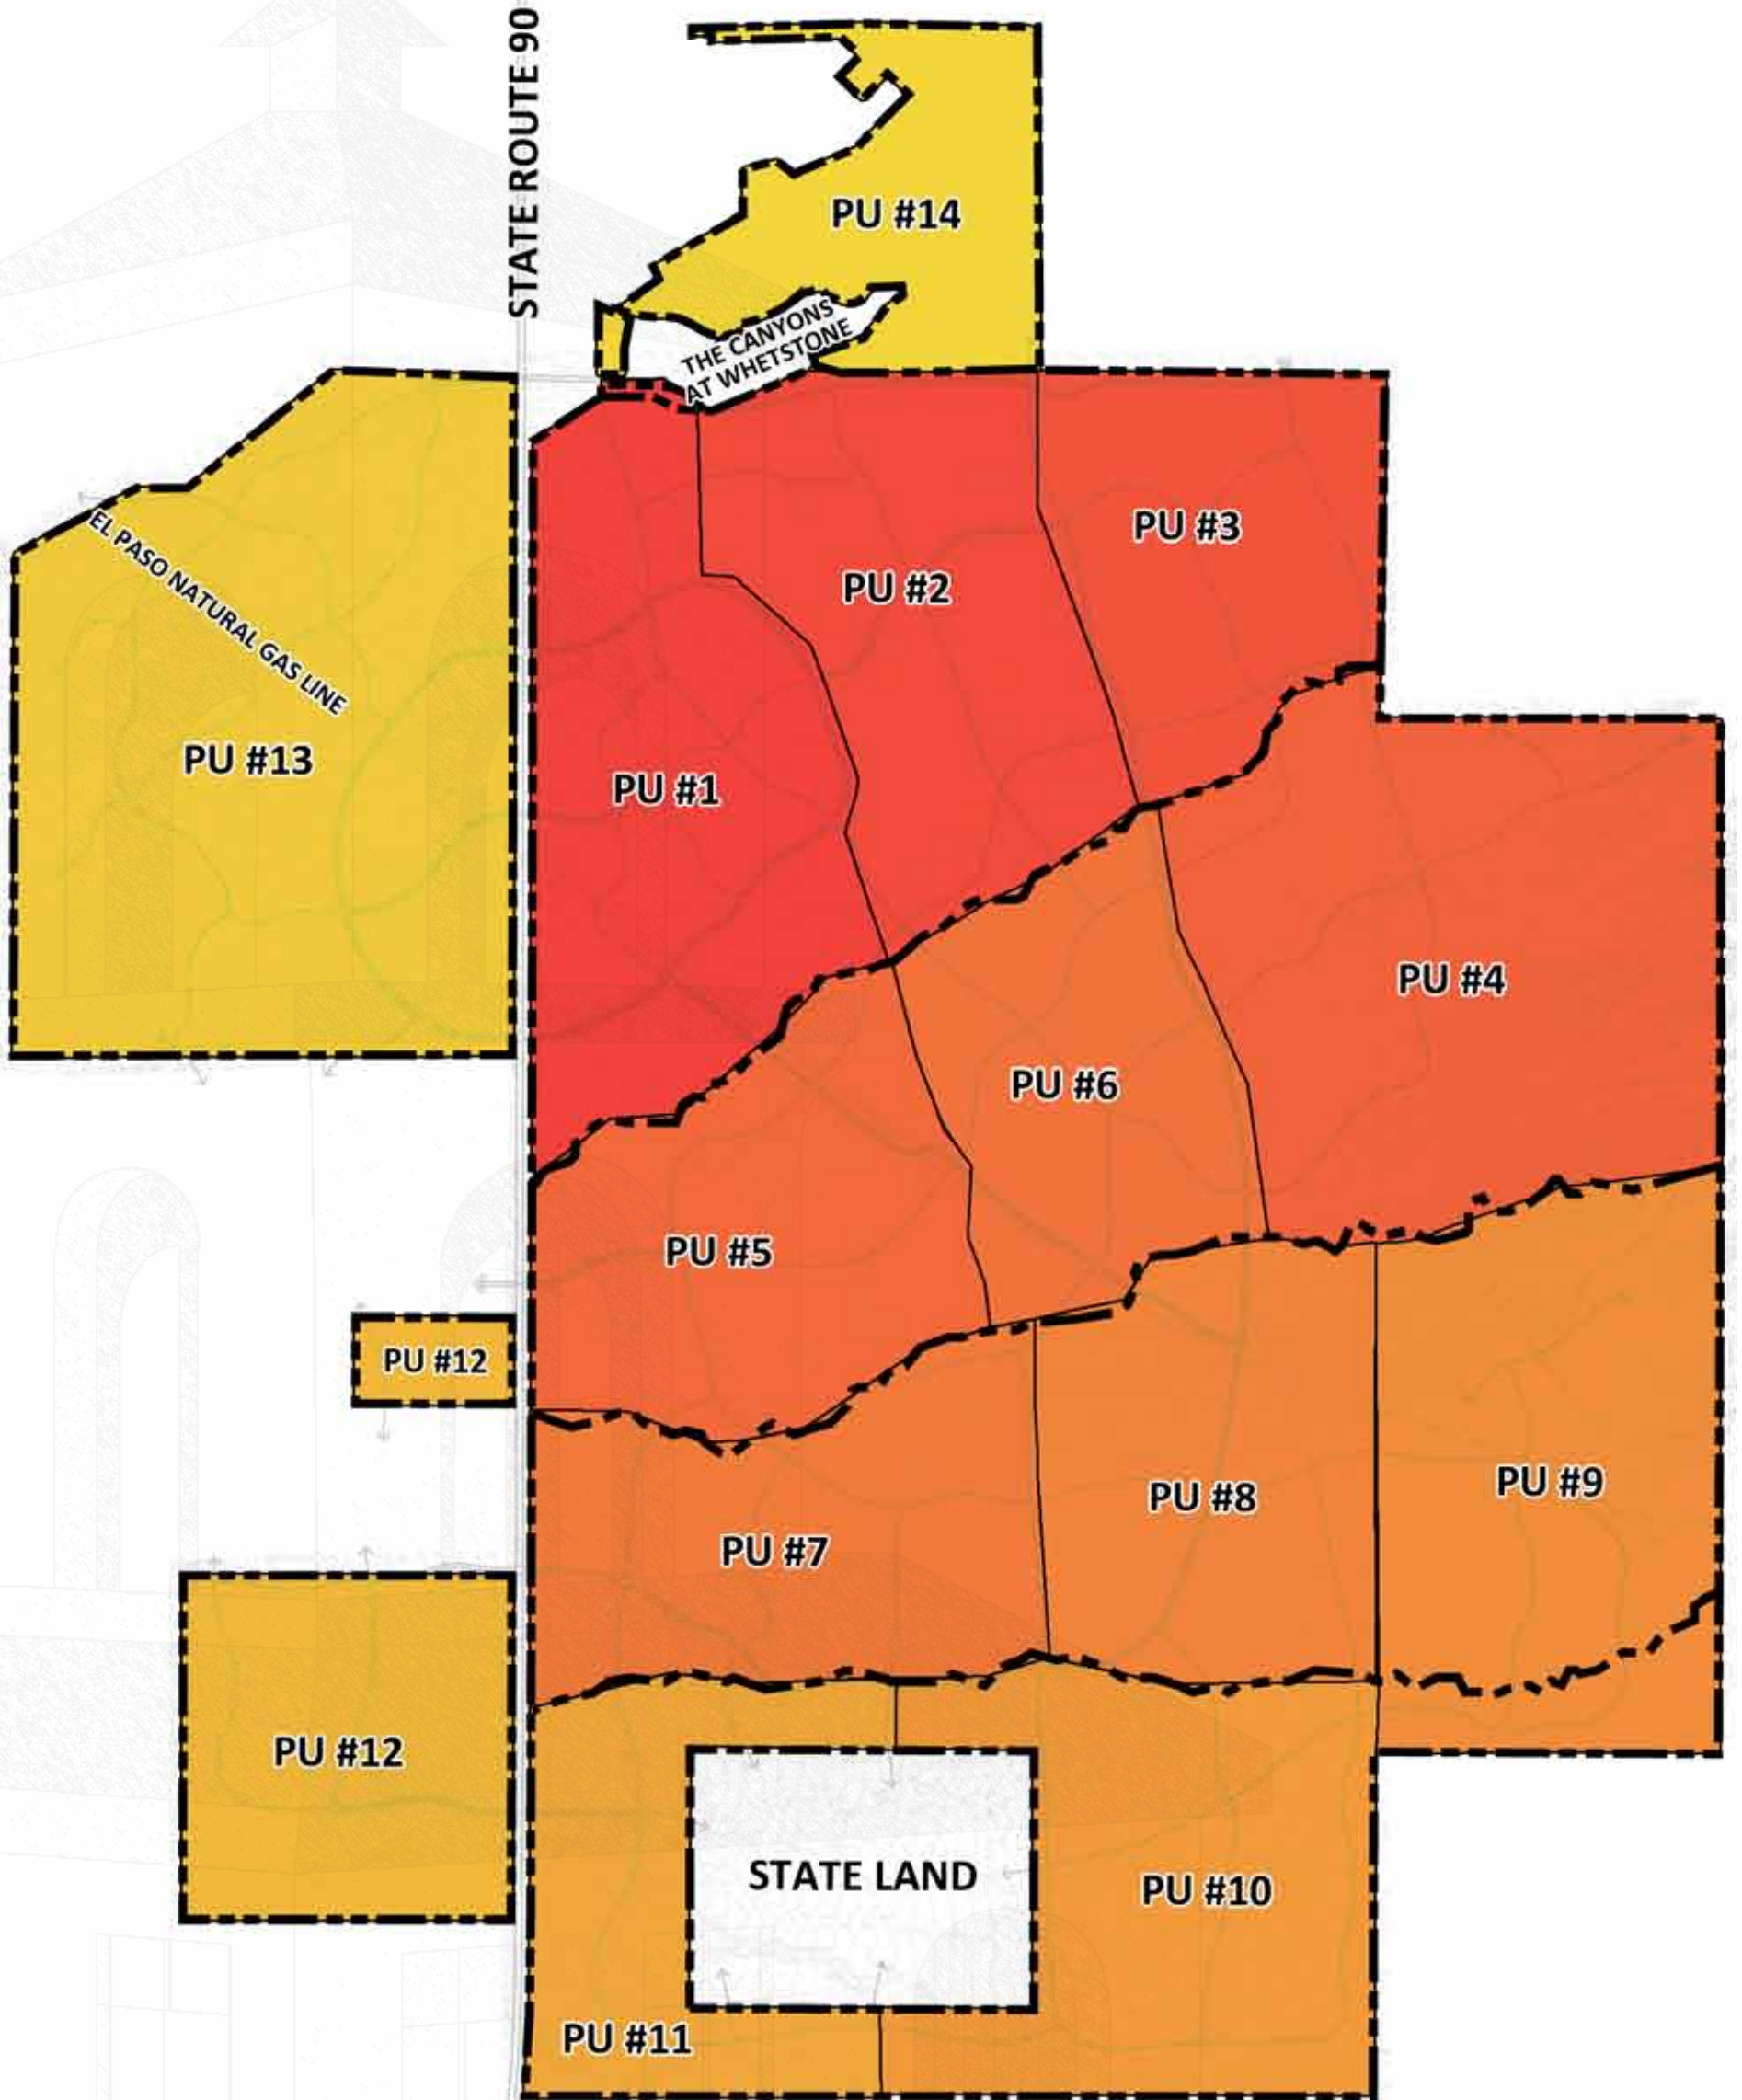 STATE ROUTE 90
PU #14
THE CANYONS
AT WHETSTONE
EL PASO NATURAL GAS LINE
PU #3
PU #2
PU #13
PU #1
PU #4
PU #6
PU #5
PU #12
PU #9
PU #8
PU #7
PU #12
STATE LAND
PU #10
PU #11